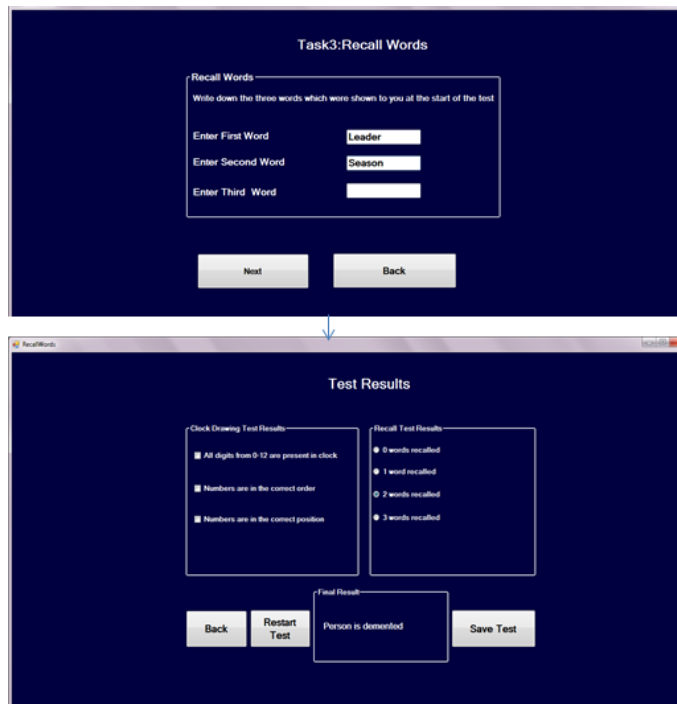 Task3:Recall Words
Recall Words
Write down the three words which were shown to you at the start of the test
Enter First Word
Leader
Enter Second Word
Season
Enter Third Word
Next
Back
RecallWords
Test Results
Clock Drawing Test Results
All digits from 0-12 are present in clock
Numbers are in the correct order
Numbers are in the correct position
Recall Test Results
0 words recalled
1 word recalled
2 words recalled
3 words recalled
Back
Restart
Test
Final Result
Person is demented
Save Test